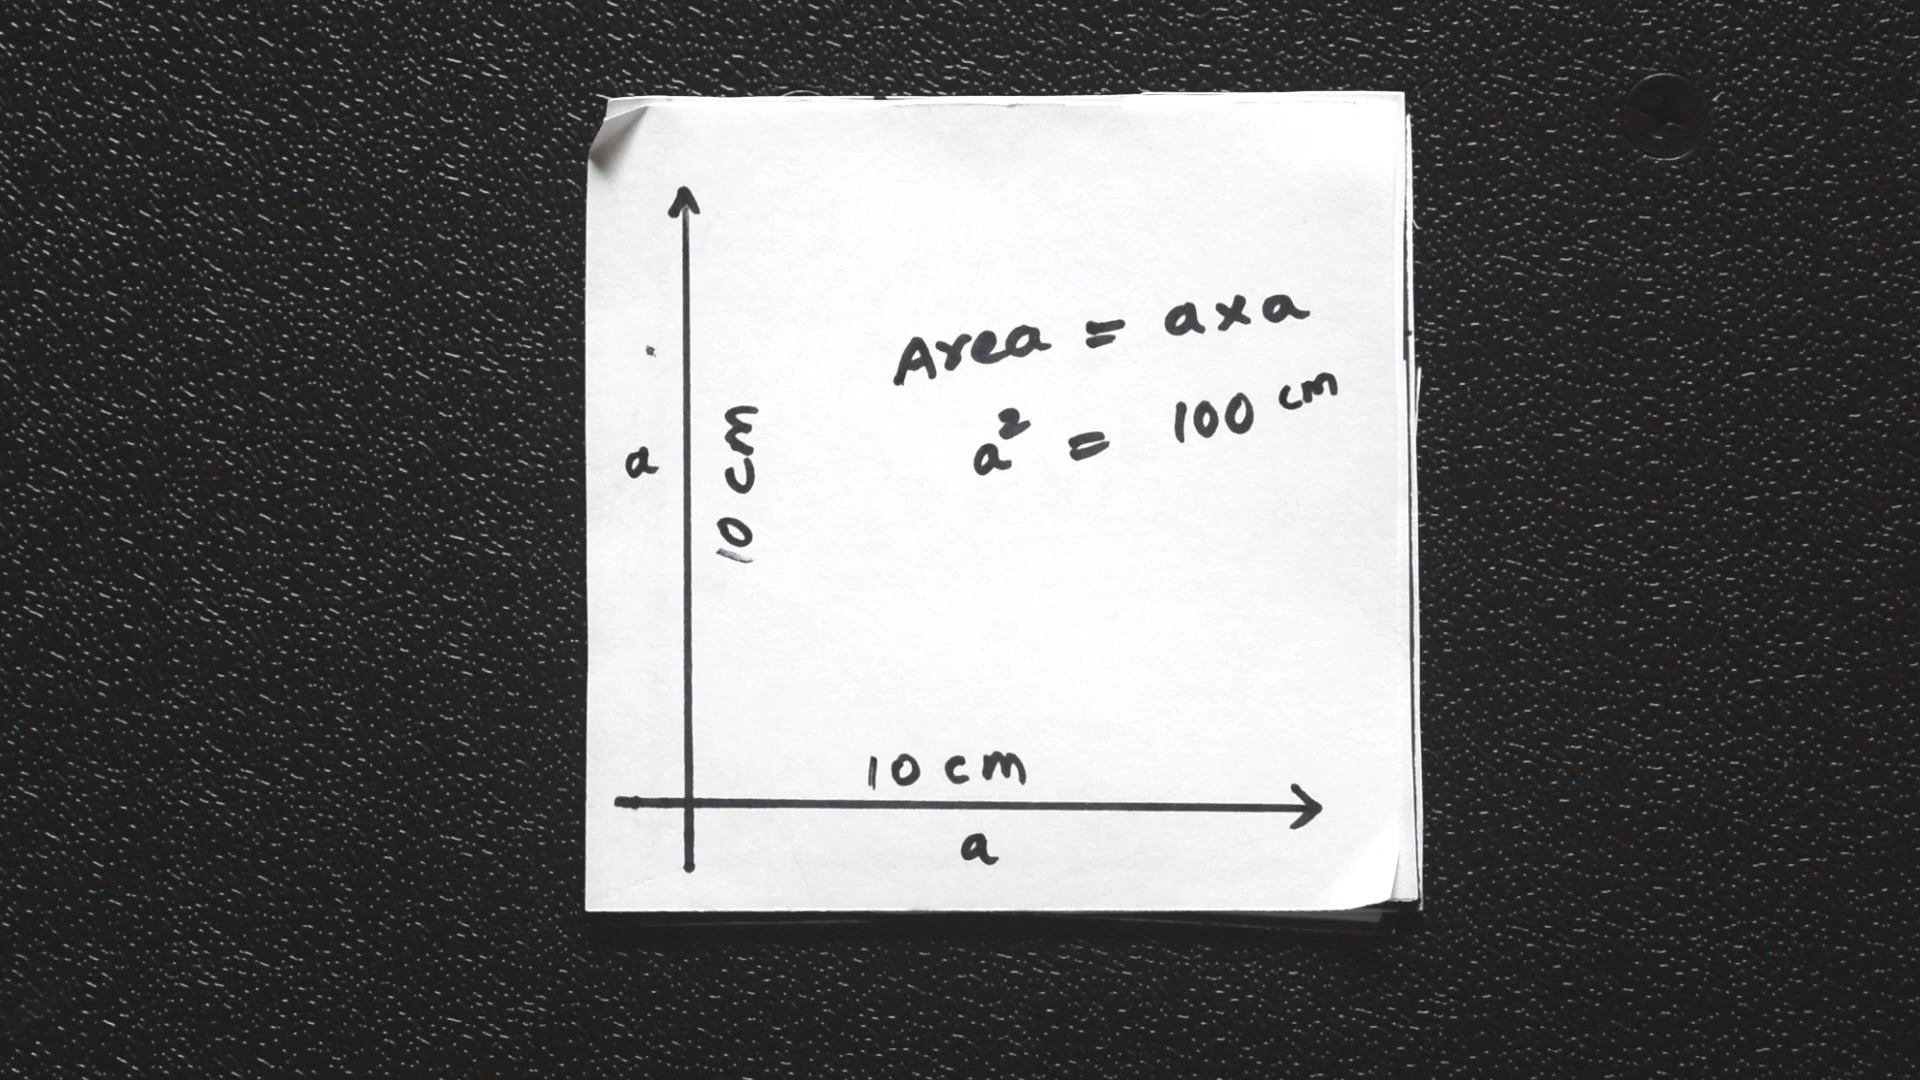 Area = a x a
a² = 100 cm
a
10 cm
10 cm
a